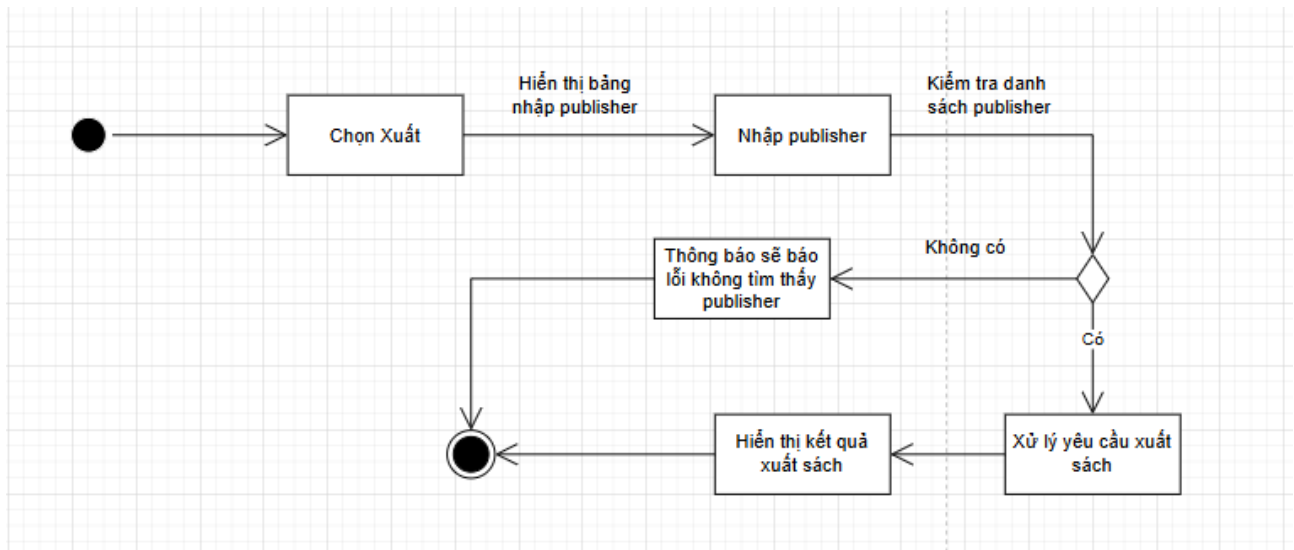 Hiển thị bảng
nhập publisher
Kiểm tra danh
sách publisher
Chọn Xuất
Nhập publisher
Thông báo sẽ báo
lỗi không tìm thấy
publisher
Không có
Có
Hiển thị kết quả
xuất sách
Xử lý yêu cầu xuất
sách